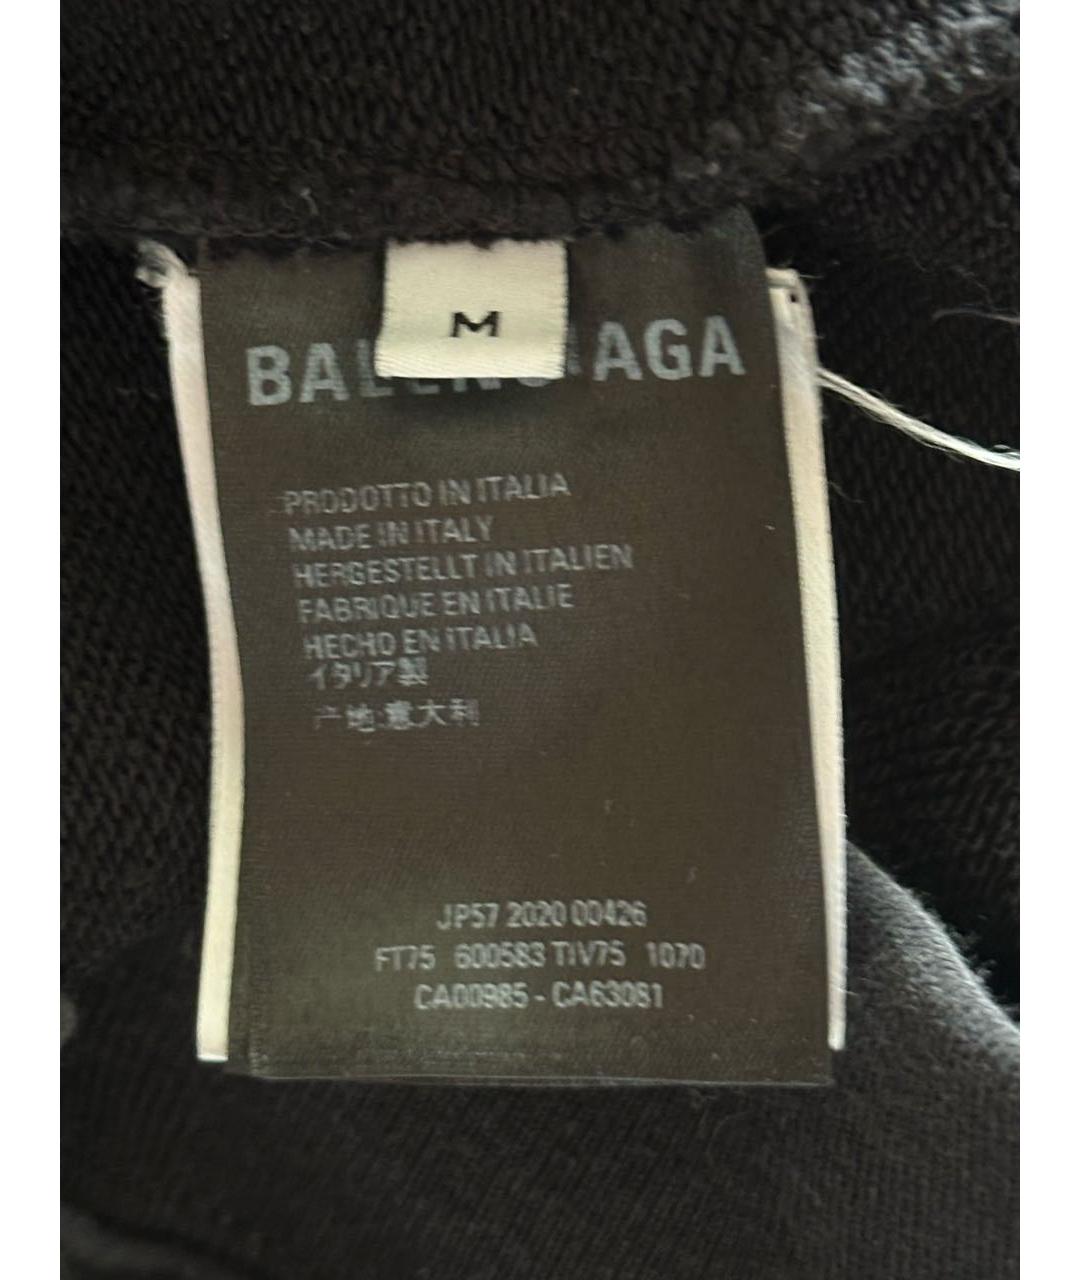 M
BALENCIAGA
PRODOTTO IN ITALIA
MADE IN ITALY
HERGESTELLT IN ITALIEN
FABRIQUE EN ITALIE
HECHO EN ITALIA
イタリア製
产地:意大利
JP57 2020 00426
FT75 600583 TIV75 1070
CA00985 - CA63081